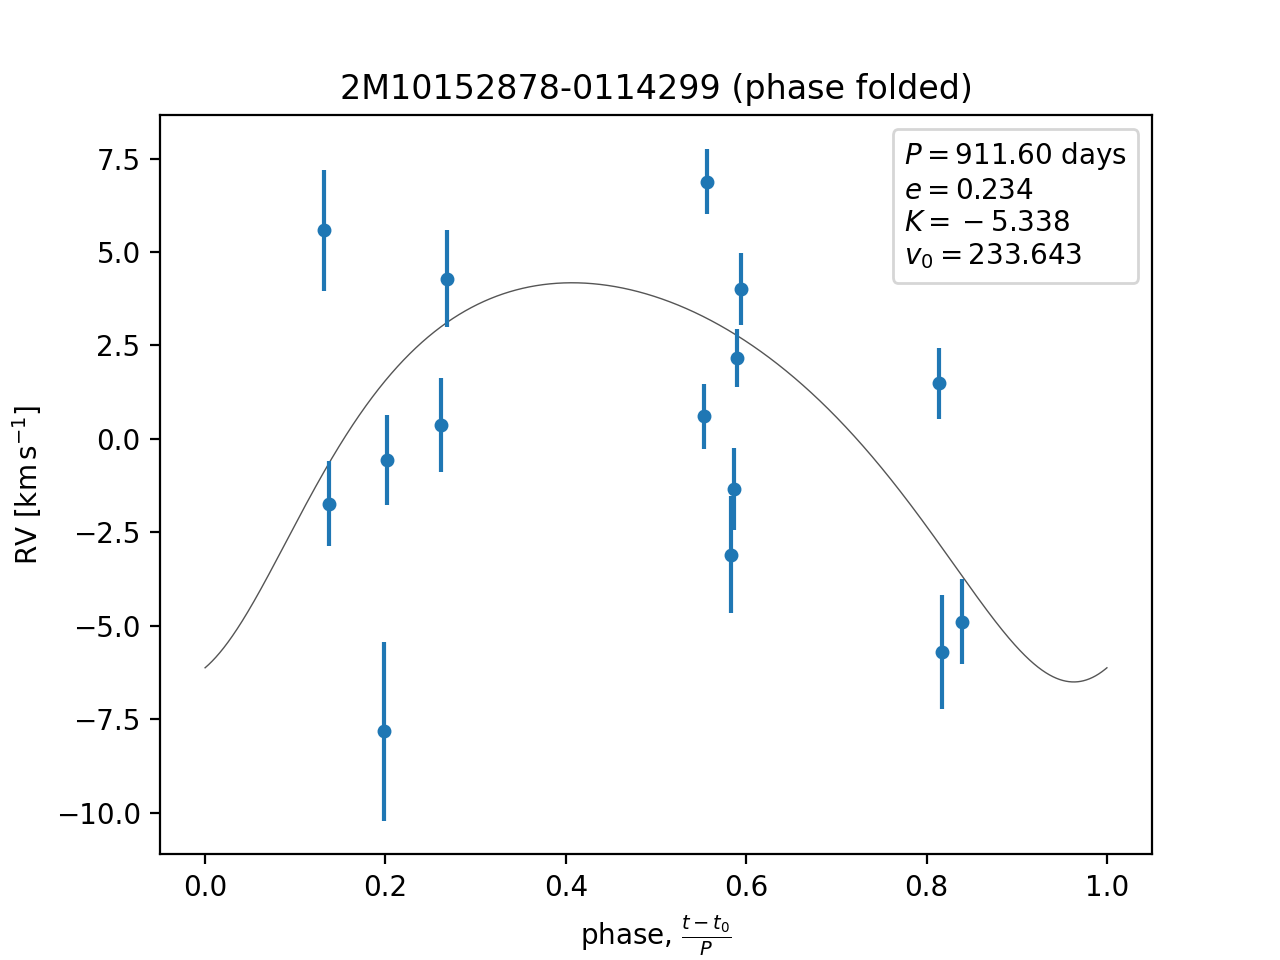 2M10152878-0114299 (phase folded)
P = 911.60 days
e = 0.234
K = −5.338
v₀ = 233.643
RV [km s⁻¹]
7.5
5.0
2.5
0.0
−2.5
−5.0
−7.5
−10.0
0.0 0.2 0.4 0.6 0.8 1.0
phase, (t − t₀)/P